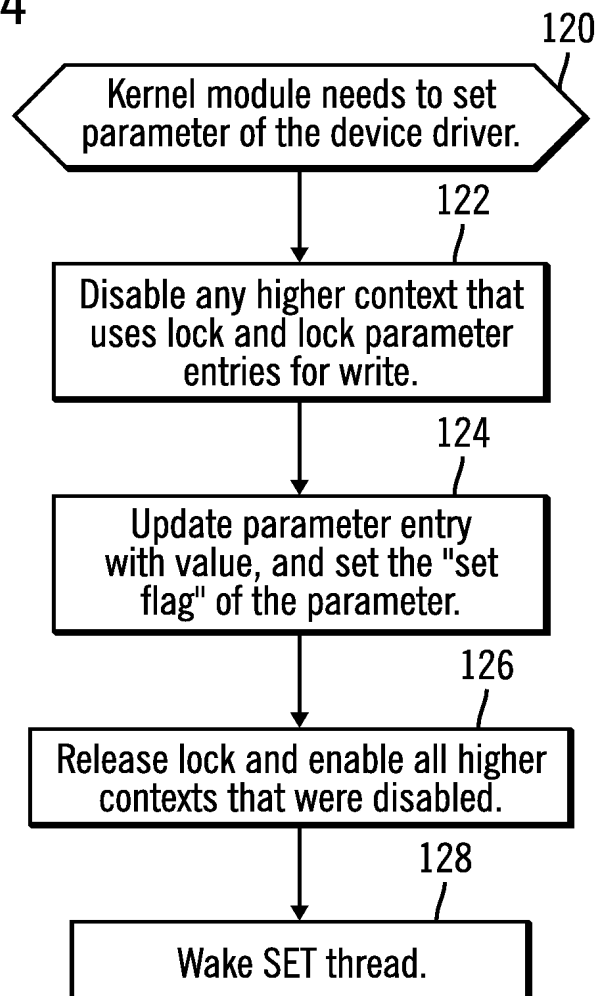 4
120
Kernel module needs to set
parameter of the device driver.
122
Disable any higher context that
uses lock and lock parameter
entries for write.
124
Update parameter entry
with value, and set the "set
flag" of the parameter.
126
Release lock and enable all higher
contexts that were disabled.
128
Wake SET thread.